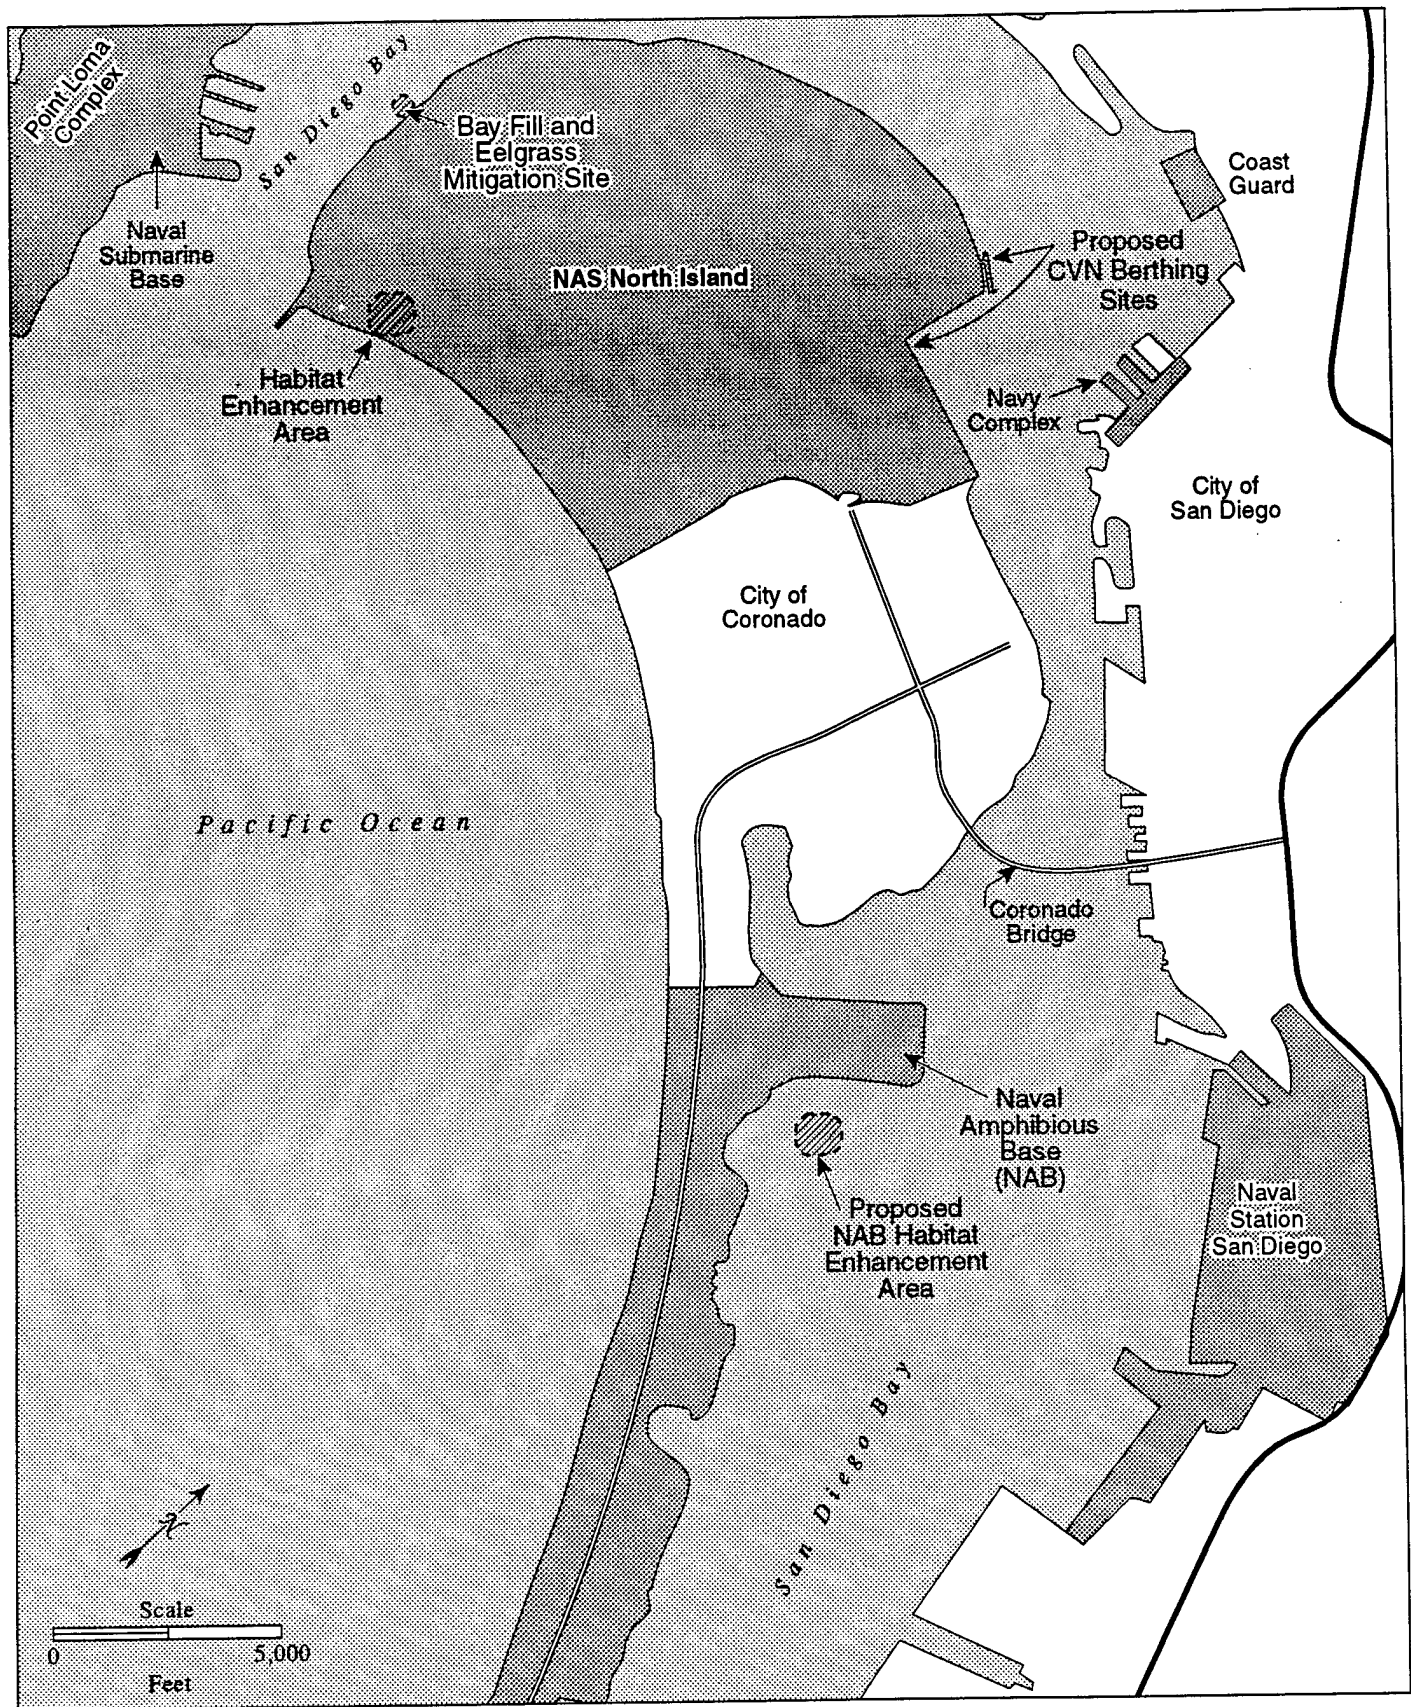 Point Loma
Complex
San Diego Bay
Bay Fill and
Eelgrass
Mitigation Site
Coast
Guard
Naval
Submarine
Base
NAS North Island
Proposed
CVN Berthing
Sites
Habitat
Enhancement
Area
Navy
Complex
City of
San Diego
City of
Coronado
Pacific Ocean
Coronado
Bridge
Naval
Amphibious
Base
(NAB)
Proposed
NAB Habitat
Enhancement
Area
Naval
Station
San Diego
San Diego Bay
N
Scale
0 5,000
Feet